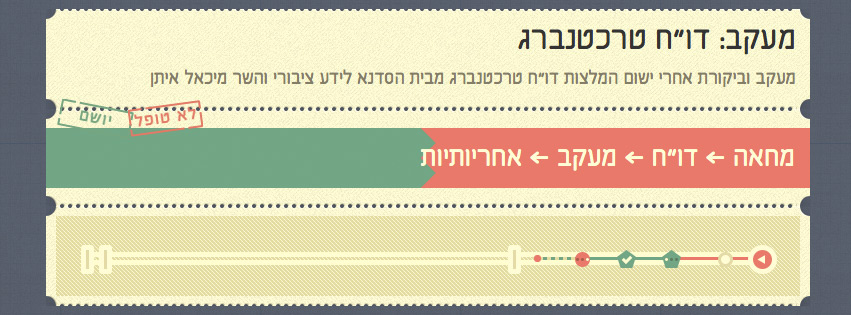 מעקב: דו"ח טרכטנברג
מעקב וביקורת אחרי ישום המלצות דו"ח טרכטנברג מבית הסדנא לידע ציבורי והשר מיכאל איתן
לא טופל
יושם
מחאה ← דו"ח ← מעקב ← אחריותיות